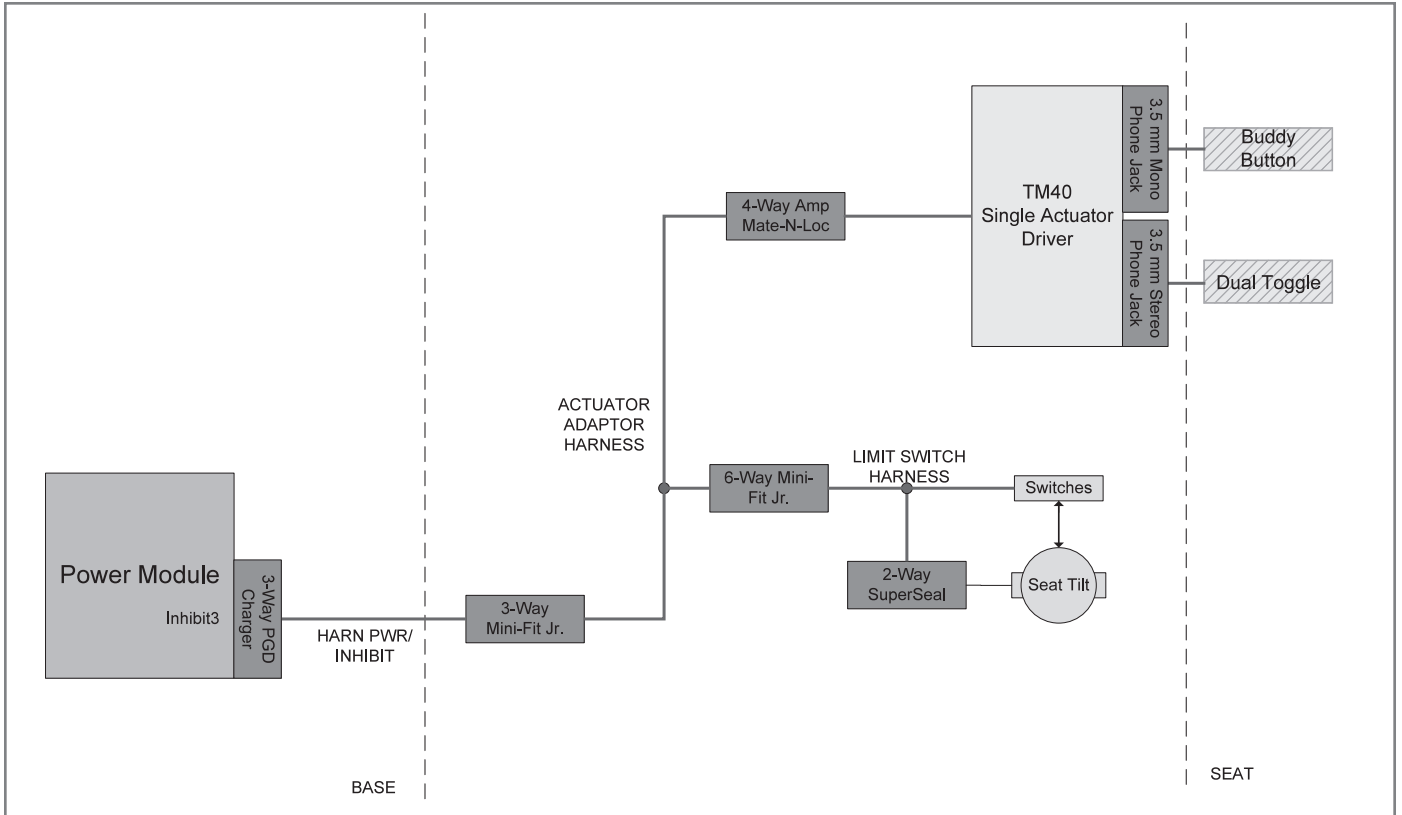 3.5 mm Mono
Phone Jack
Buddy
Button
TM40
Single Actuator
Driver
4-Way Amp
Mate-N-Loc
3.5 mm Stereo
Phone Jack
Dual Toggle
ACTUATOR
ADAPTOR
HARNESS
LIMIT SWITCH
HARNESS
6-Way Mini-
Fit Jr.
Switches
Power Module
Inhibit3
3-Way PGD
Charger
2-Way
SuperSeal
Seat Tilt
3-Way
Mini-Fit Jr.
HARN PWR/
INHIBIT
BASE
SEAT